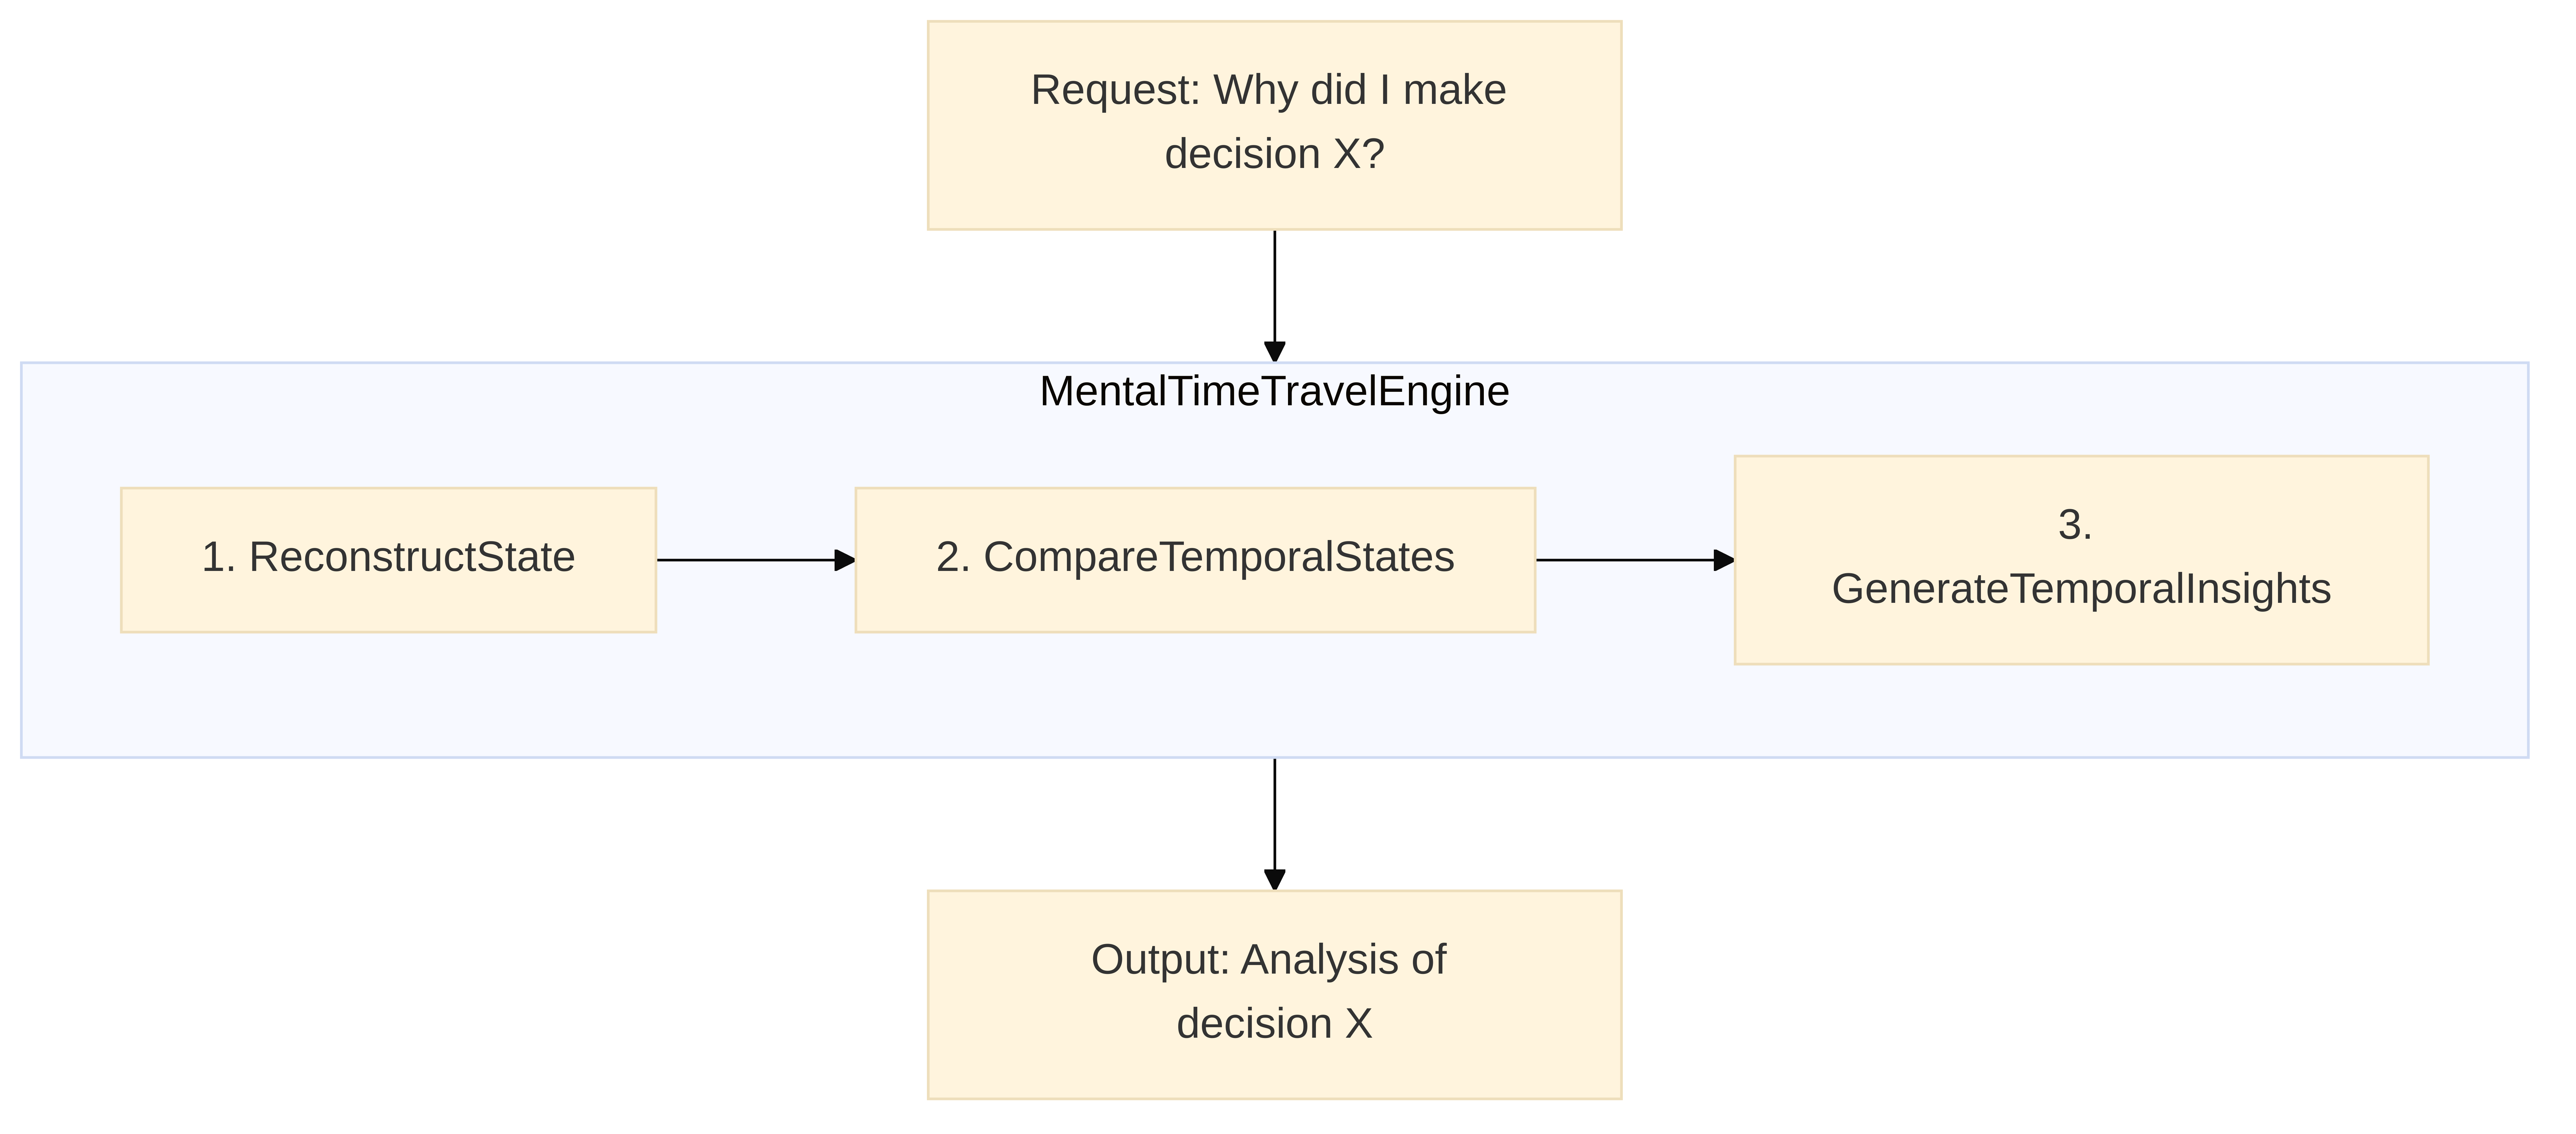 Request: Why did I make
decision X?
MentalTimeTravelEngine
1. ReconstructState
2. CompareTemporalStates
3.
GenerateTemporalInsights
Output: Analysis of
decision X